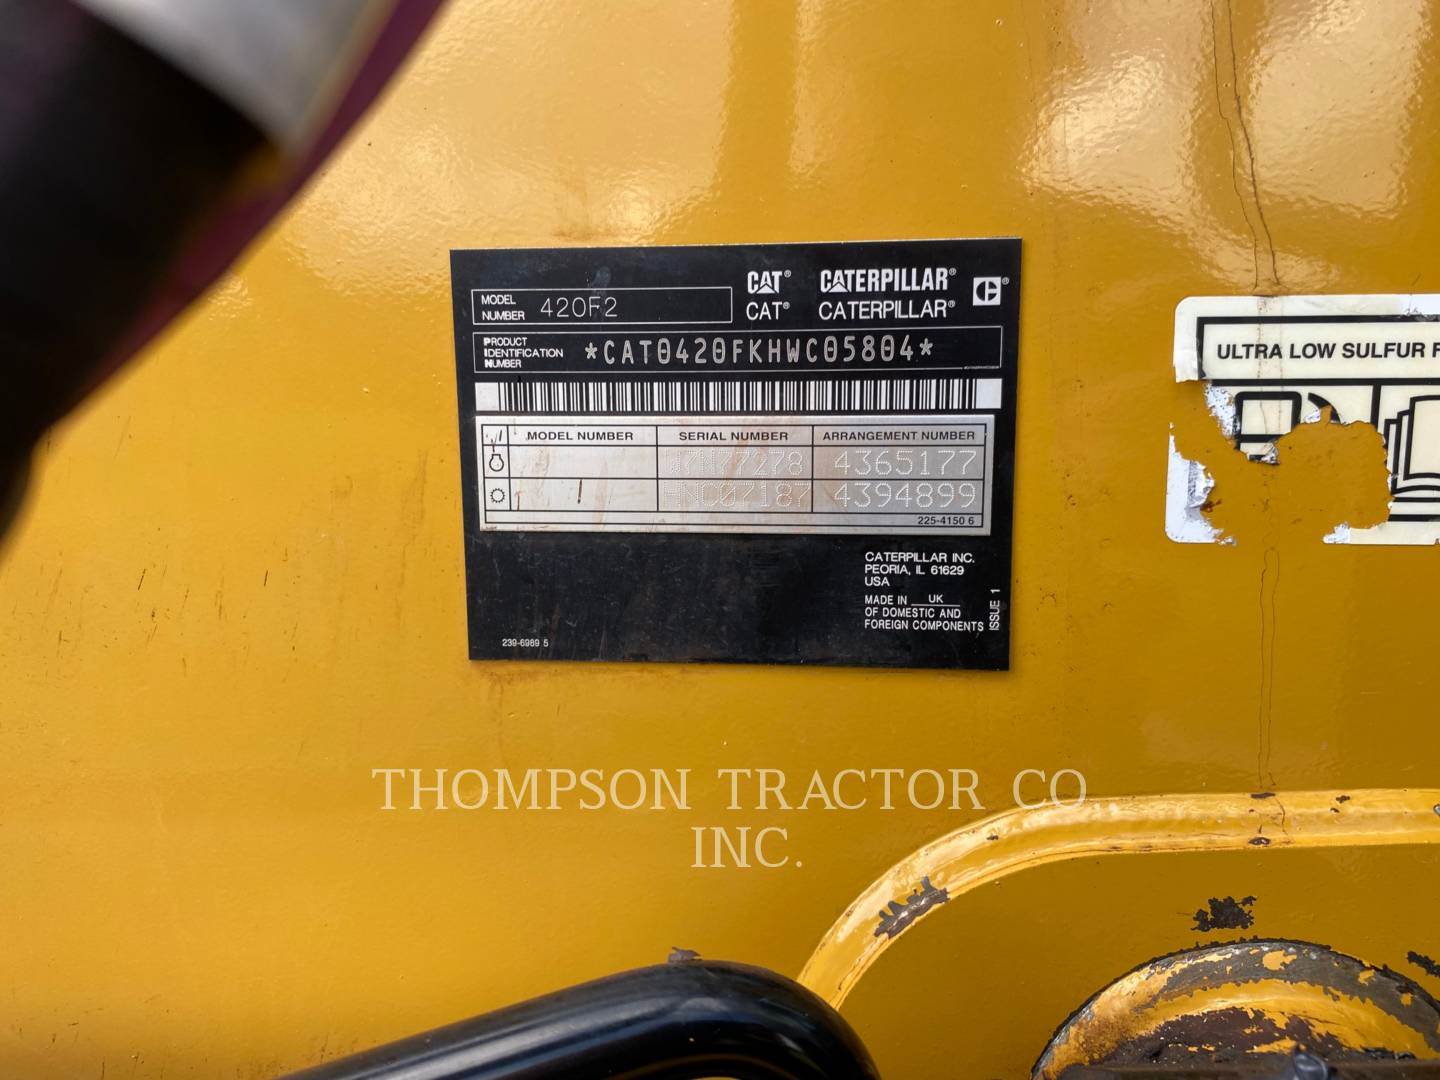 CAT® CATERPILLAR®
MODEL NUMBER 420F2
CAT® CATERPILLAR®
PRODUCT IDENTIFICATION NUMBER *CAT0420FKHWC05804*
MODEL NUMBER SERIAL NUMBER ARRANGEMENT NUMBER
4365177
HNC07187 4394899
225-4150 6
CATERPILLAR INC.
PEORIA, IL 61629
USA
MADE IN UK
OF DOMESTIC AND
FOREIGN COMPONENTS
ISSUE 1
239-6989 5
ULTRA LOW SULFUR
THOMPSON TRACTOR CO.
INC.